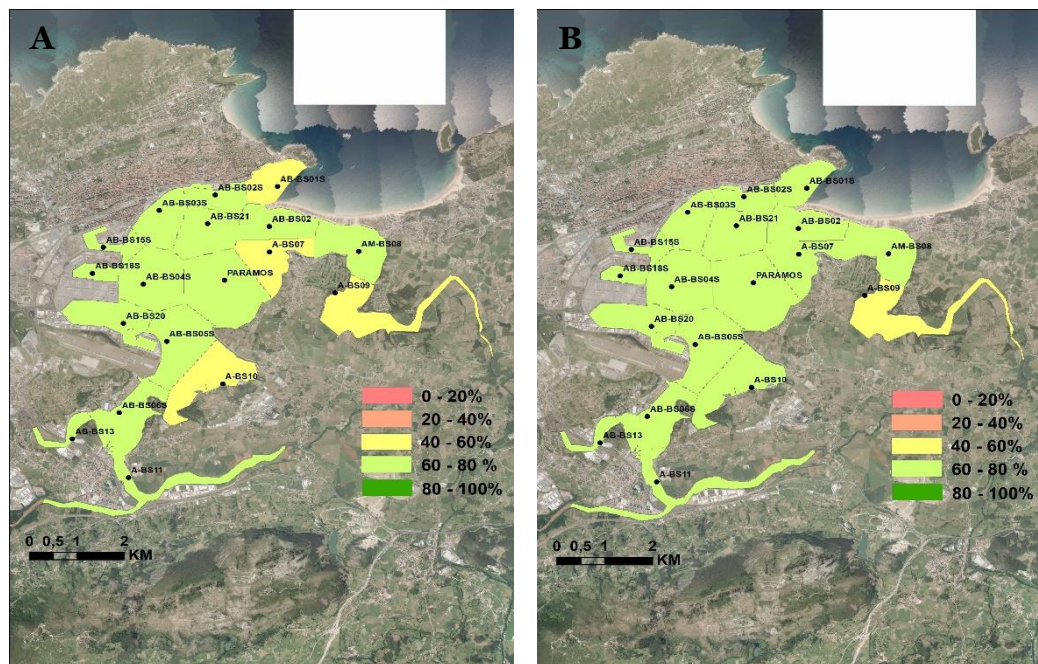 A
AB-BS01S
AB-BS02S
AB-BS03S
AB-BS21
AB-BS02
AB-BS15S
A-BS07
AM-BS08
AB-BS18S
AB-BS04S
PARAMOS
A-BS09
AB-BS20
AB-BS05S
A-BS10
AB-BS06S
AB-BS13
A-BS11
0 - 20%
20 - 40%
40 - 60%
60 - 80 %
80 - 100%
0 0,5 1 2
KM
B
AB-BS01S
AB-BS02S
AB-BS03S
AB-BS21
AB-BS02
AB-BS15S
A-BS07
AM-BS08
AB-BS18S
AB-BS04S
PARAMOS
A-BS09
AB-BS20
AB-BS05S
A-BS10
AB-BS06S
AB-BS13
A-BS11
0 - 20%
20 - 40%
40 - 60%
60 - 80 %
80 - 100%
0 0,5 1 2
KM